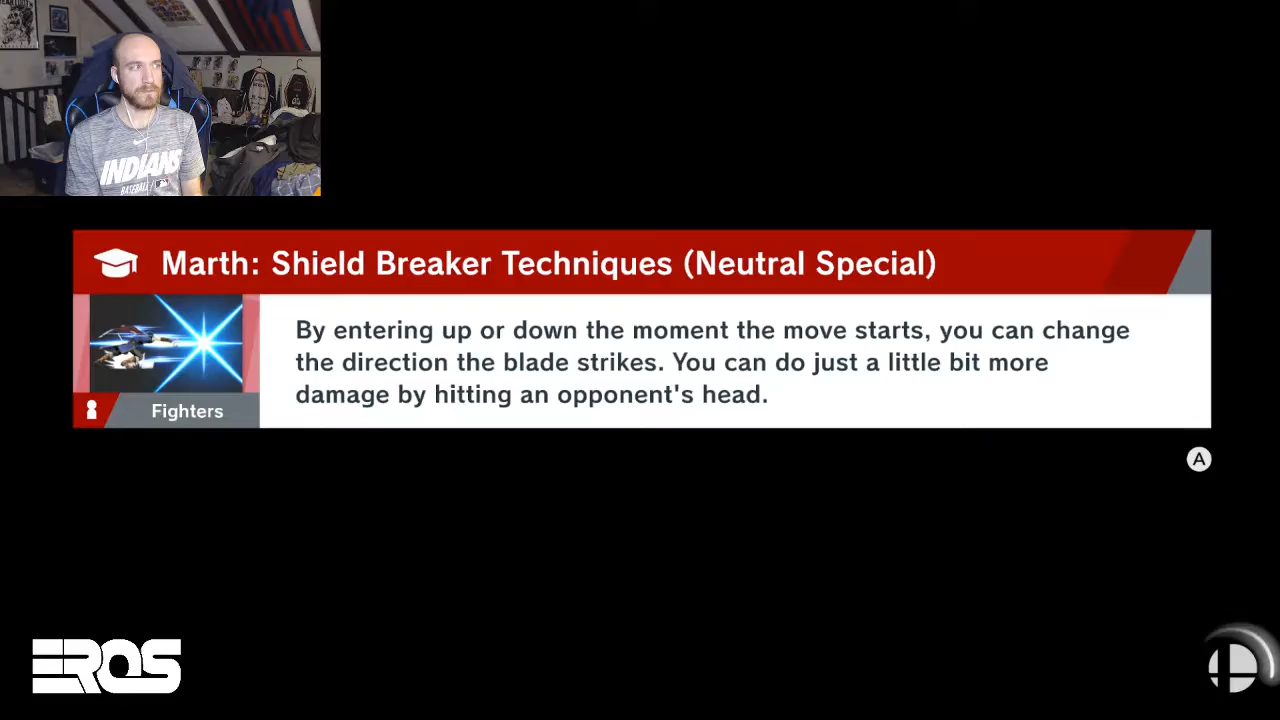 INDIANS
BASEBALL
Marth: Shield Breaker Techniques (Neutral Special)
By entering up or down the moment the move starts, you can change
the direction the blade strikes. You can do just a little bit more
damage by hitting an opponent's head.
Fighters
A
EROS